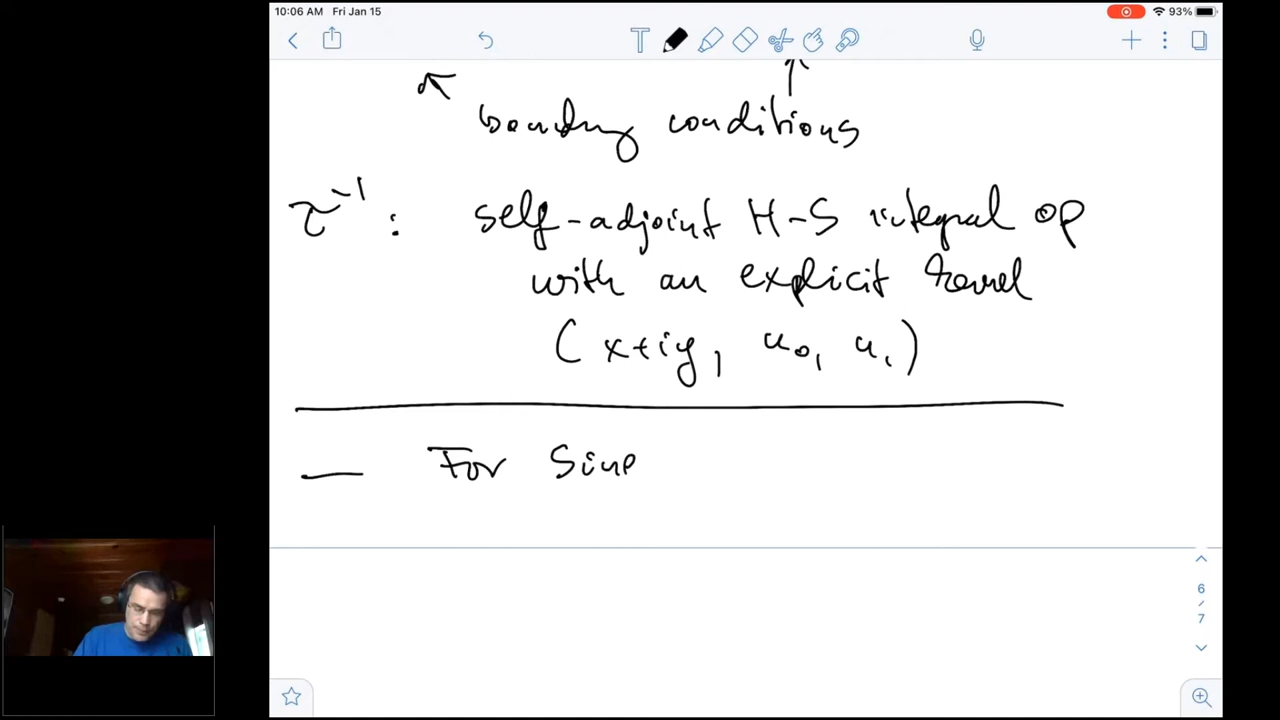 10:06 AM Fri Jan 15
93%
boundary conditions
τ⁻¹: self-adjoint H-S integral op
with an explicit kernel
(x+iy, u₀, u₁)
— For Sine
6
/
7